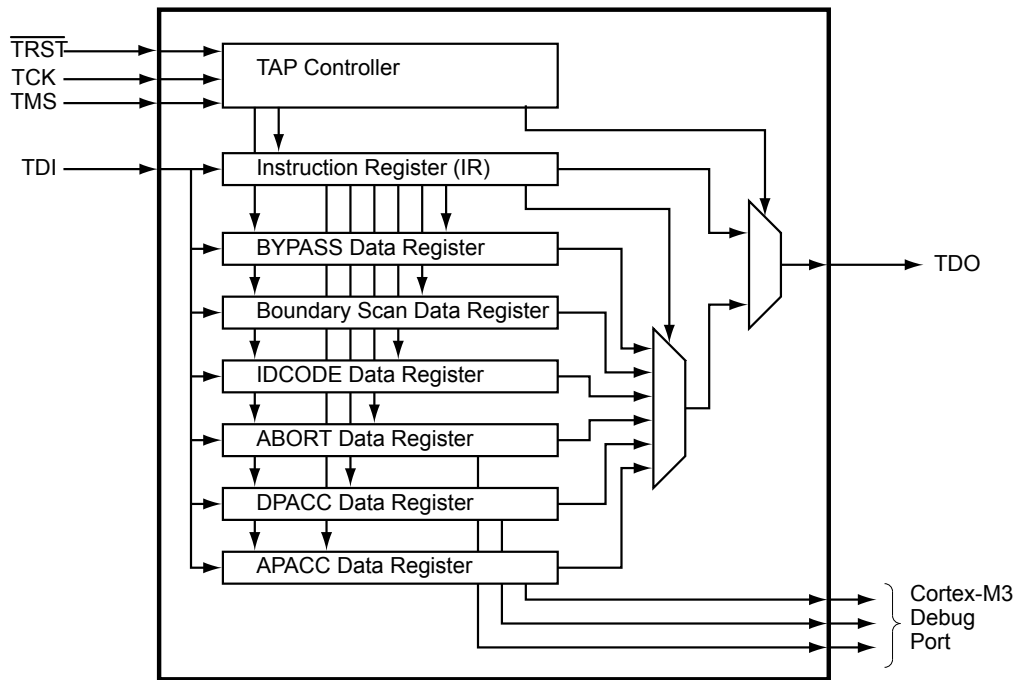 TRST
TCK
TMS
TDI
TAP Controller
Instruction Register (IR)
BYPASS Data Register
Boundary Scan Data Register
IDCODE Data Register
ABORT Data Register
DPACC Data Register
APACC Data Register
TDO
Cortex-M3
Debug
Port